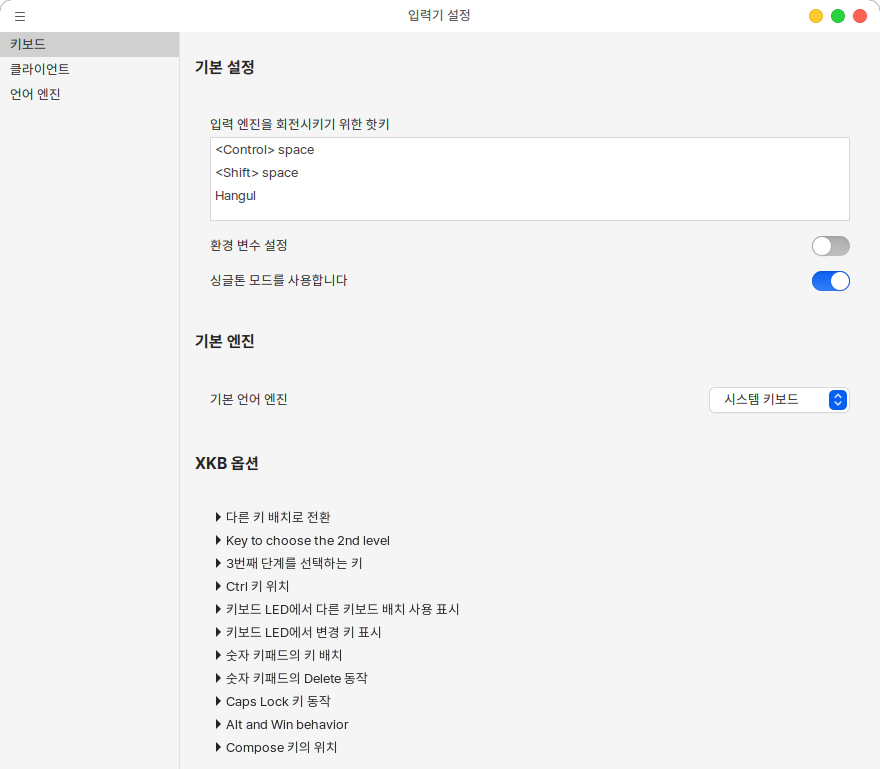 입력기 설정
키보드
클라이언트
언어 엔진
기본 설정
입력 엔진을 회전시키기 위한 핫키
<Control> space
<Shift> space
Hangul
환경 변수 설정
싱글톤 모드를 사용합니다
기본 엔진
기본 언어 엔진
시스템 키보드
XKB 옵션
다른 키 배치로 전환
Key to choose the 2nd level
3번째 단계를 선택하는 키
Ctrl 키 위치
키보드 LED에서 다른 키보드 배치 사용 표시
키보드 LED에서 변경 키 표시
숫자 키패드의 키 배치
숫자 키패드의 Delete 동작
Caps Lock 키 동작
Alt and Win behavior
Compose 키의 위치